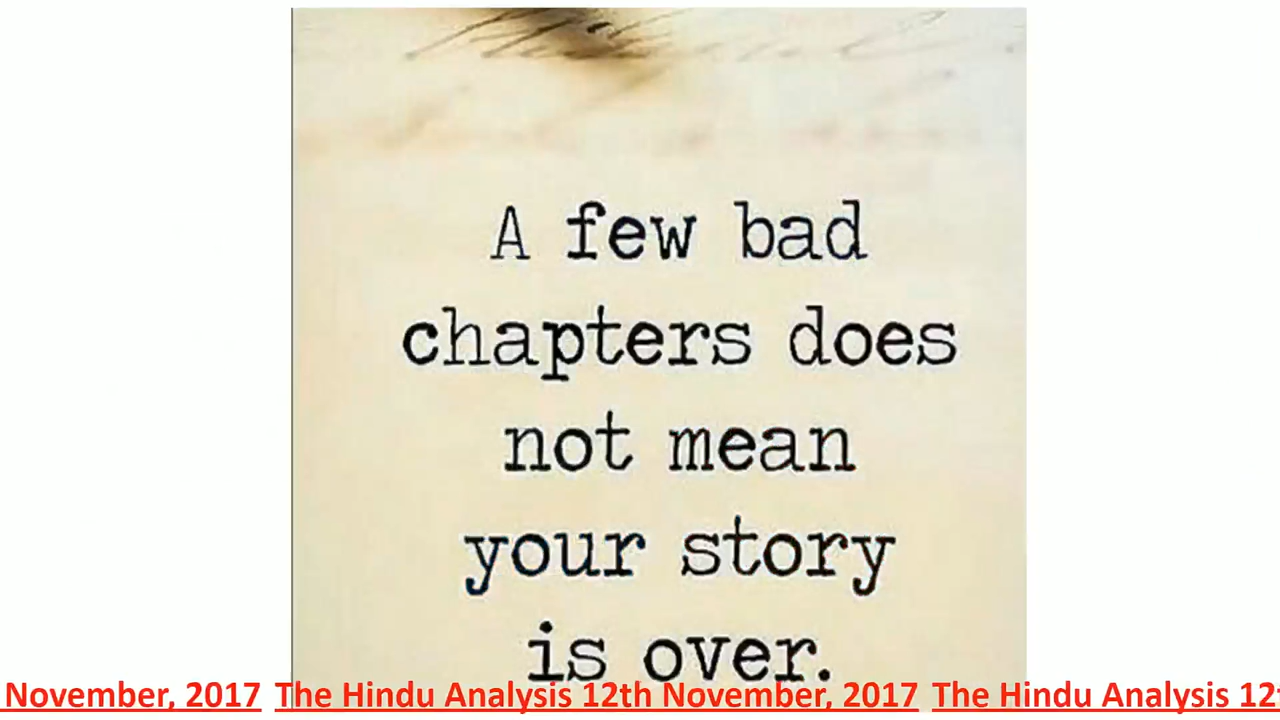 A few bad
chapters does
not mean
your story
is over.
November, 2017 The Hindu Analysis 12th November, 2017 The Hindu Analysis 12